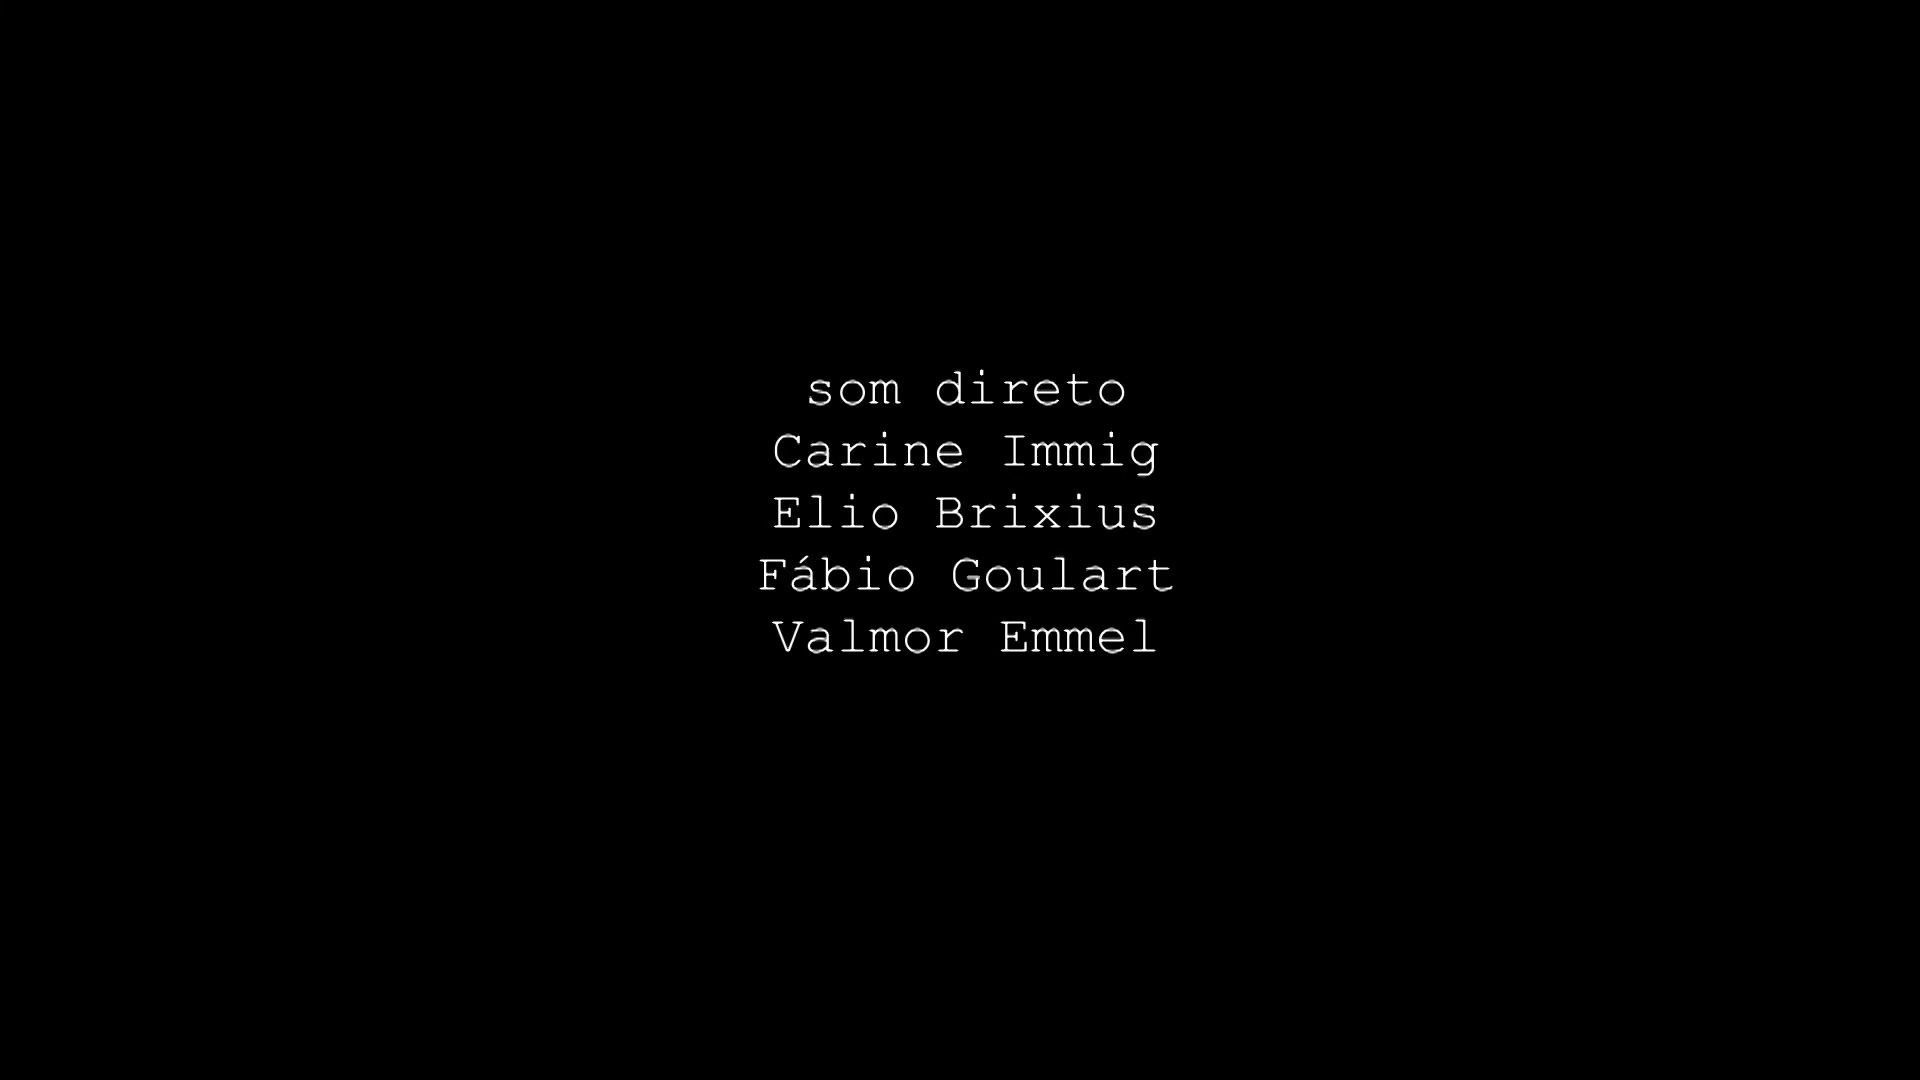 som direto
Carine Immig
Elio Brixius
Fábio Goulart
Valmor Emmel